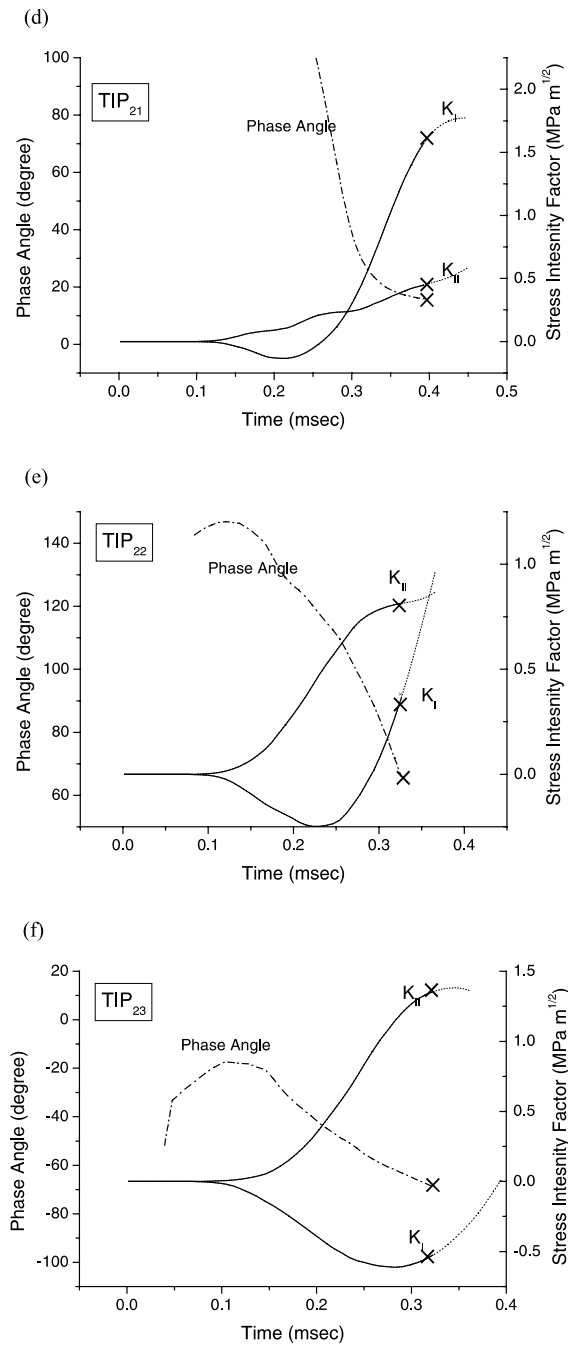 (d)
TIP21
Phase Angle
KI
KII
100
80
60
40
20
0
-10
2.0
1.5
1.0
0.5
0.0
Phase Angle (degree)
Stress Intesnity Factor (MPa m1/2)
0.0 0.1 0.2 0.3 0.4 0.5
Time (msec)
(e)
TIP22
Phase Angle
KII
KI
140
120
100
80
60
1.0
0.5
0.0
Phase Angle (degree)
Stress Intesnity Factor (MPa m1/2)
0.0 0.1 0.2 0.3 0.4
Time (msec)
(f)
TIP23
Phase Angle
KII
KI
20
0
-20
-40
-60
-80
-100
1.5
1.0
0.5
0.0
-0.5
Phase Angle (degree)
Stress Intesnity Factor (MPa m1/2)
0.0 0.1 0.2 0.3 0.4
Time (msec)